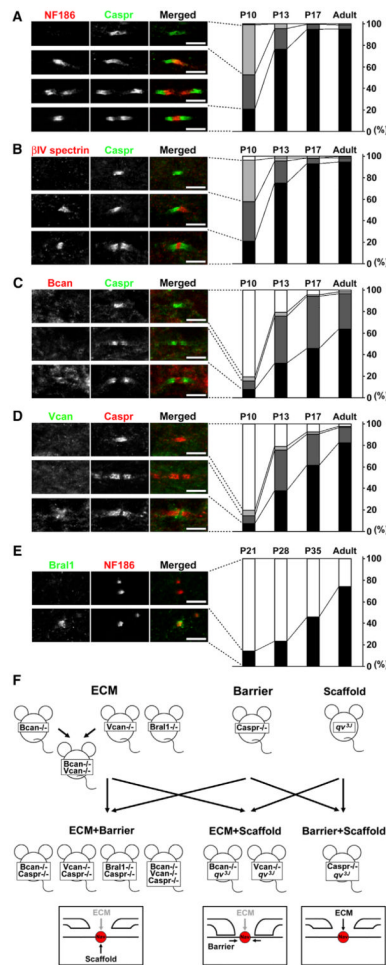 A
NF186 Caspr Merged
P10 P13 P17 Adult
100
80
60
40
20
0 (%)
B
βIV spectrin Caspr Merged
P10 P13 P17 Adult
100
80
60
40
20
0 (%)
C
Bcan Caspr Merged
P10 P13 P17 Adult
100
80
60
40
20
0 (%)
D
Vcan Caspr Merged
P10 P13 P17 Adult
100
80
60
40
20
0 (%)
E
Bral1 NF186 Merged
P21 P28 P35 Adult
100
80
60
40
20
0 (%)
F
ECM Barrier Scaffold
Bcan-/- Vcan-/- Bral1-/- Caspr-/- qv3J
Bcan-/-
Vcan-/-
ECM+Barrier ECM+Scaffold Barrier+Scaffold
Bcan-/- Vcan-/- Bral1-/- Bcan-/- Bcan-/- Vcan-/- Caspr-/-
Caspr-/- Caspr-/- Caspr-/- Vcan-/- qv3J qv3J qv3J
Caspr-/-
ECM ECM ECM
Scaffold Barrier